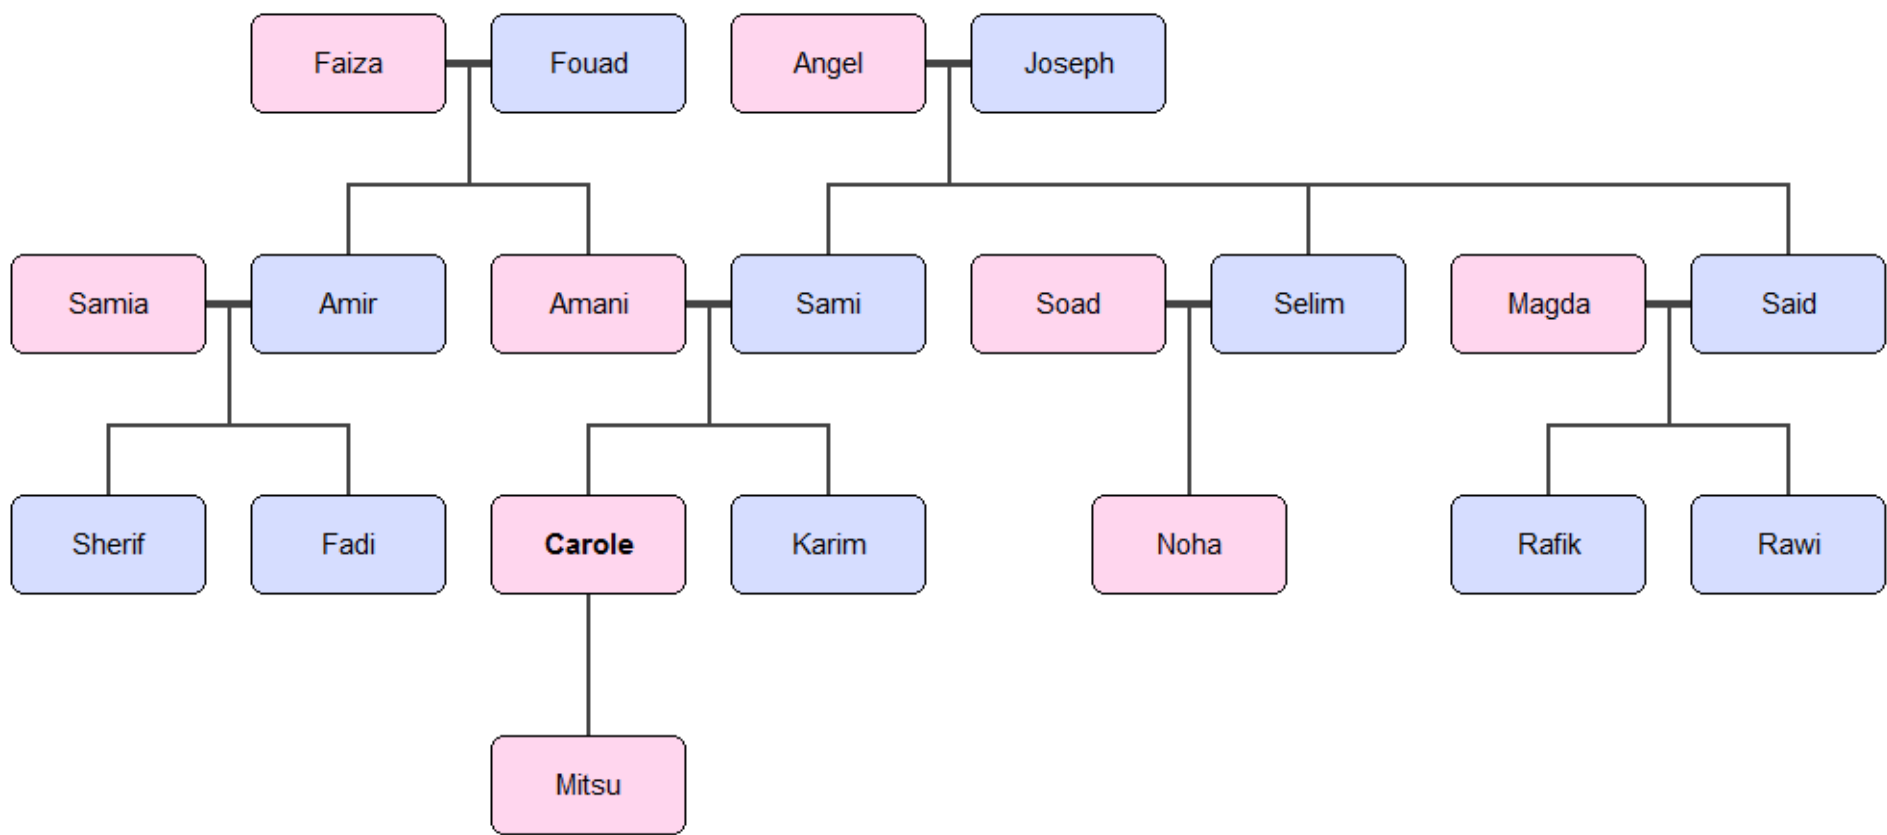 Faiza
Fouad
Angel
Joseph
Samia
Amir
Amani
Sami
Soad
Selim
Magda
Said
Sherif
Fadi
Carole
Karim
Noha
Rafik
Rawi
Mitsu